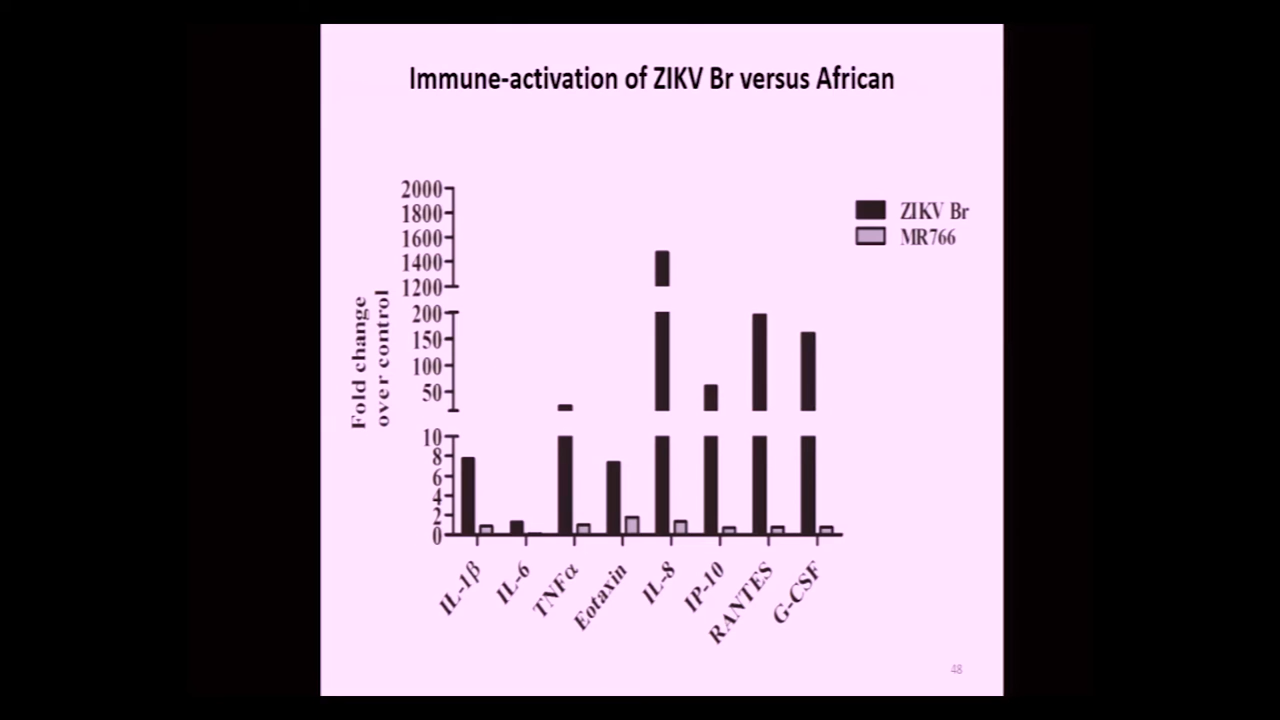 Immune-activation of ZIKV Br versus African
2000
1800
1600
1400
1200
200
150
100
50
10
8
6
4
2
0
Fold change
over control
ZIKV Br
MR766
IL-1β
IL-6
TNFα
Eotaxin
IL-8
IP-10
RANTES
G-CSF
48